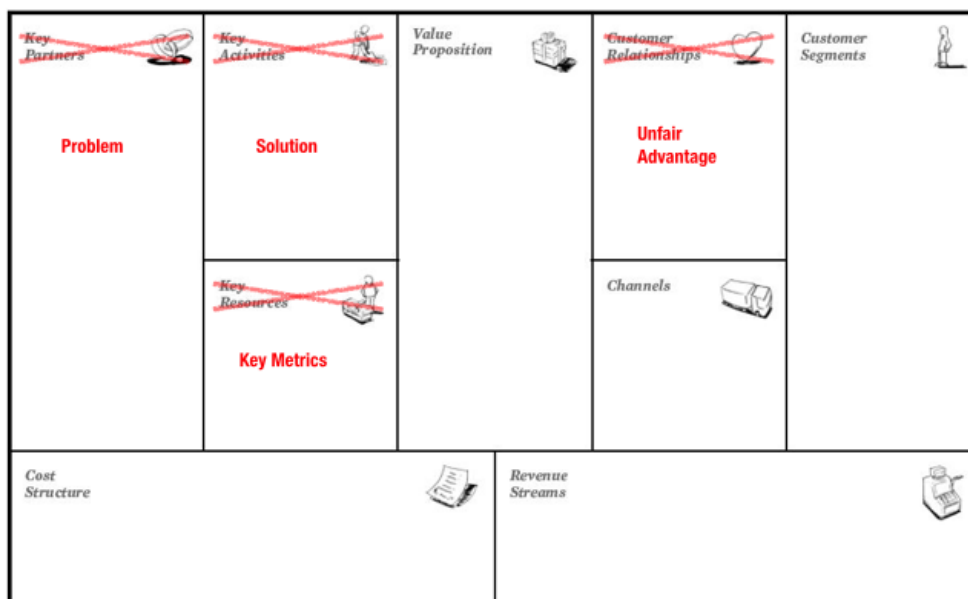 Key
Partners
Problem
Key
Activities
Solution
Key
Resources
Key Metrics
Value
Proposition
Customer
Relationships
Unfair
Advantage
Channels
Customer
Segments
Cost
Structure
Revenue
Streams